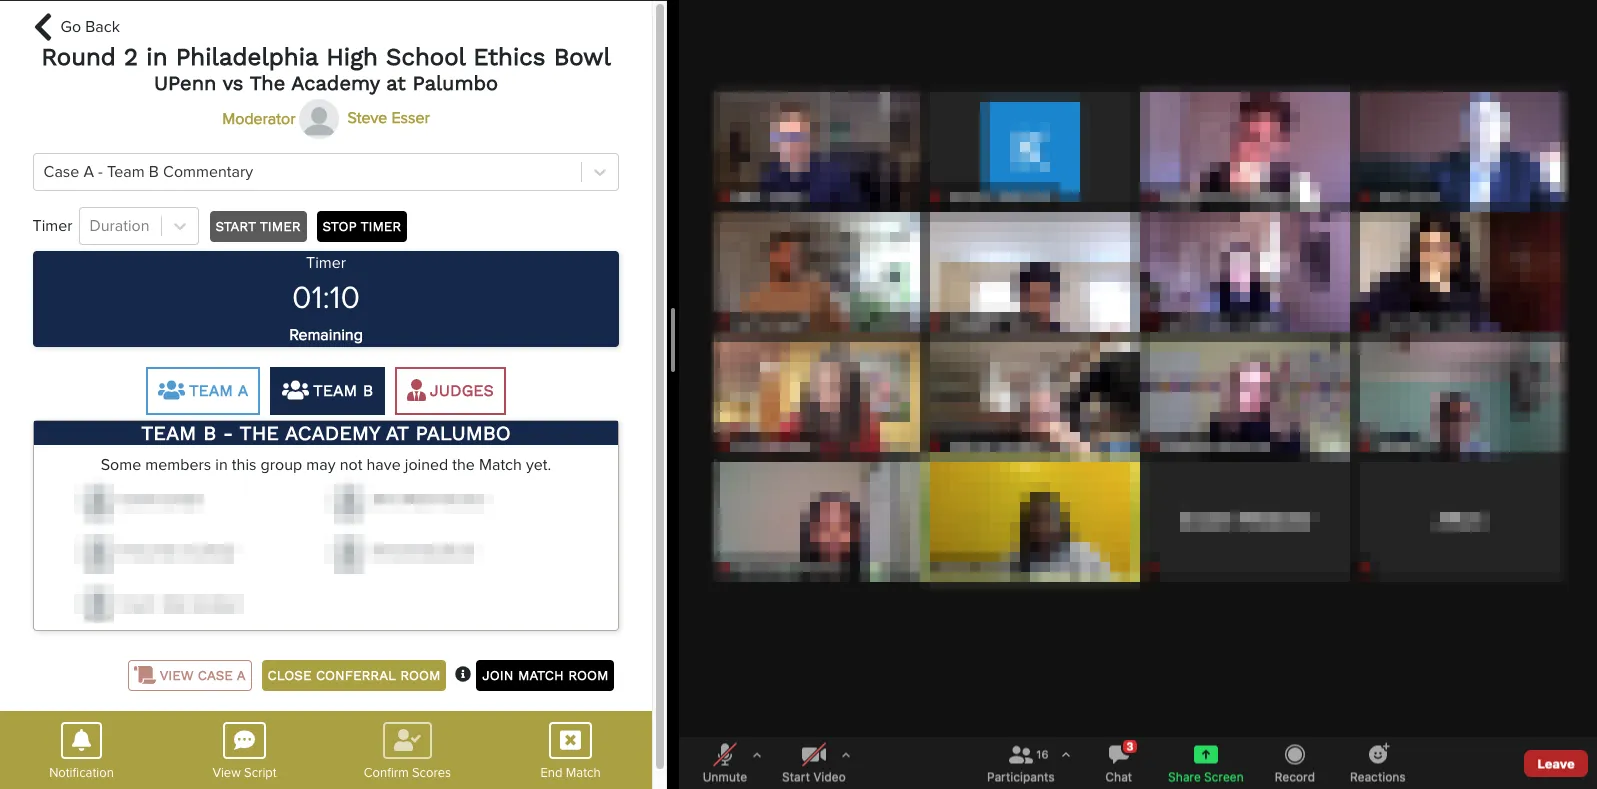 Go Back
Round 2 in Philadelphia High School Ethics Bowl
UPenn vs The Academy at Palumbo
Moderator Steve Esser
Case A - Team B Commentary
Timer Duration START TIMER STOP TIMER
Timer
01:10
Remaining
TEAM A TEAM B JUDGES
TEAM B - THE ACADEMY AT PALUMBO
Some members in this group may not have joined the Match yet.
VIEW CASE A CLOSE CONFERRAL ROOM JOIN MATCH ROOM
Notification View Script Confirm Scores End Match
16 3
Unmute Start Video Participants Chat Share Screen Record Reactions Leave